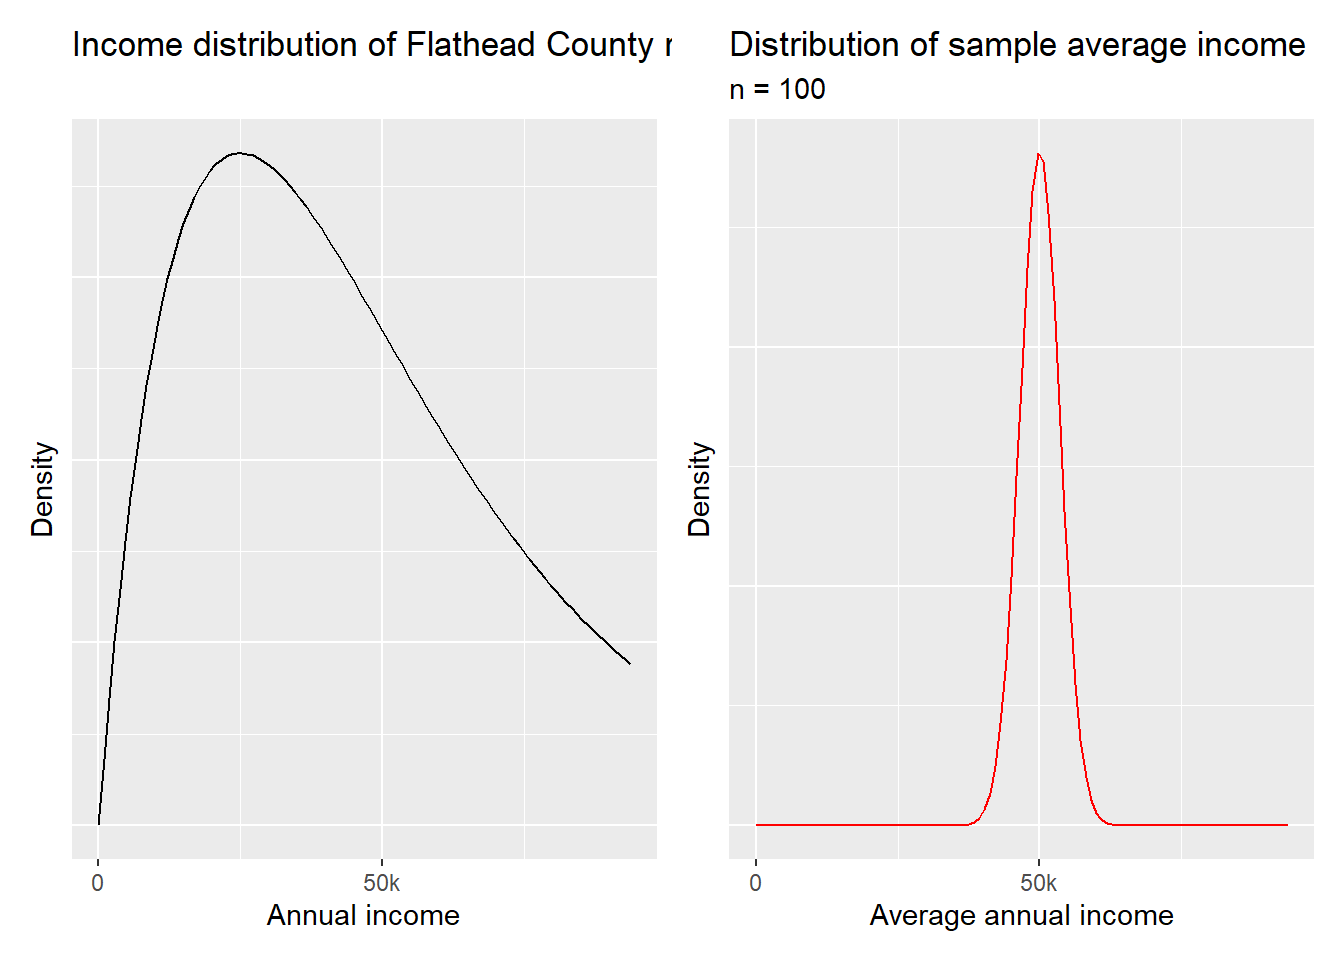 Income distribution of Flathead County
Density
0
50k
Annual income
Distribution of sample average income
n = 100
Density
0
50k
Average annual income